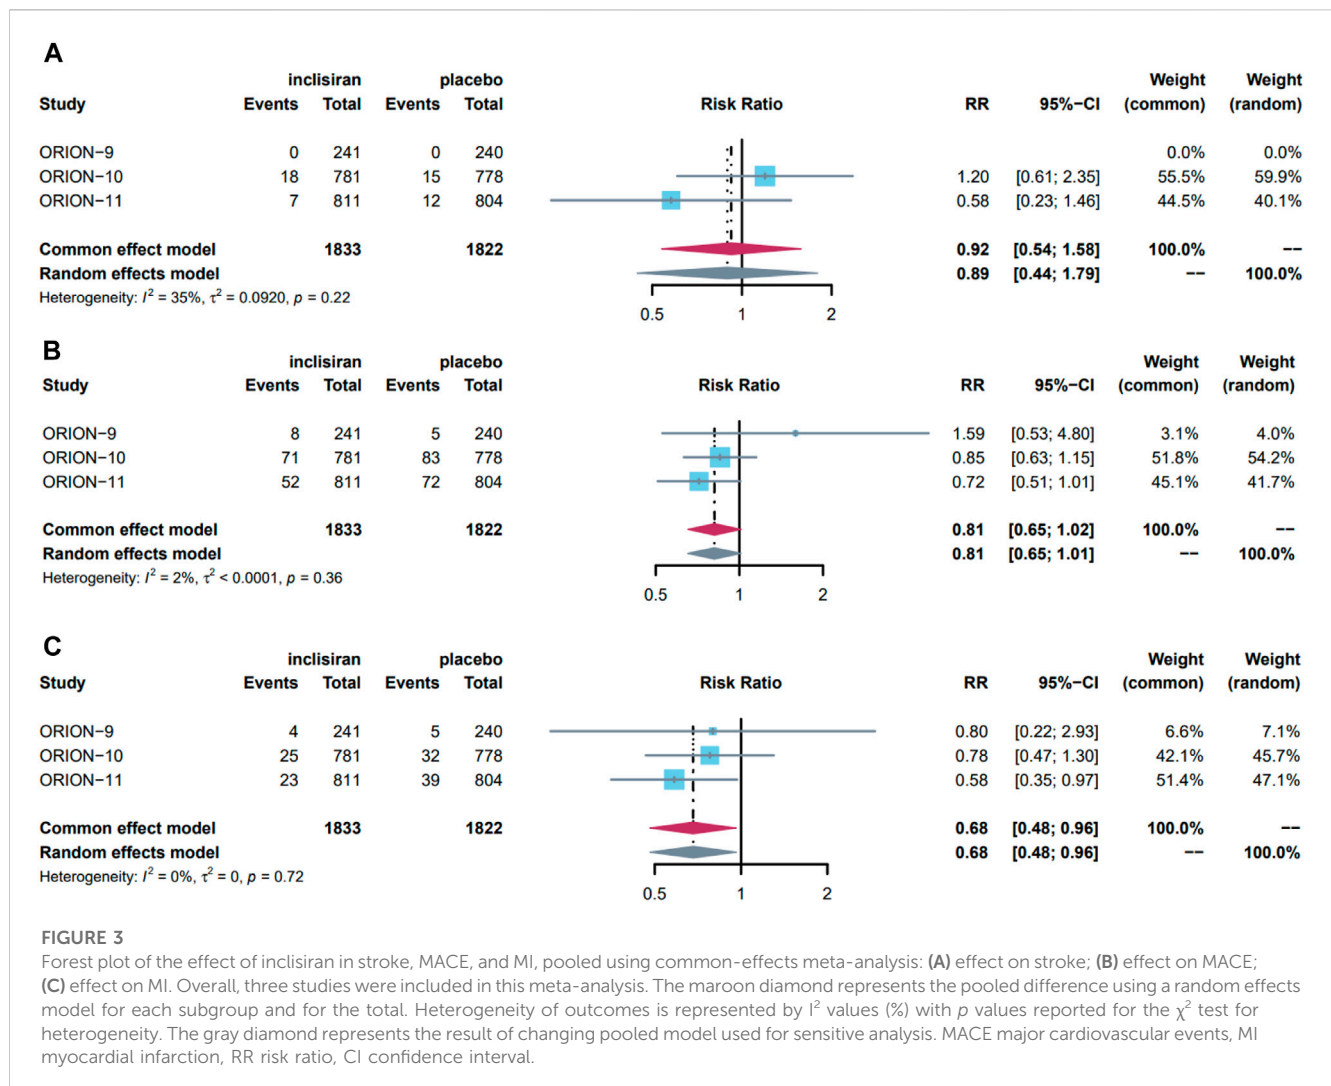 A
inclisiran placebo Weight Weight
Study Events Total Events Total Risk Ratio RR 95%−CI (common) (random)
ORION−9 0 241 0 240 0.0% 0.0%
ORION−10 18 781 15 778 1.20 [0.61; 2.35] 55.5% 59.9%
ORION−11 7 811 12 804 0.58 [0.23; 1.46] 44.5% 40.1%
Common effect model 1833 1822 0.92 [0.54; 1.58] 100.0% −−
Random effects model 0.89 [0.44; 1.79] −− 100.0%
Heterogeneity: I² = 35%, τ² = 0.0920, p = 0.22
0.5 1 2
B
inclisiran placebo Weight Weight
Study Events Total Events Total Risk Ratio RR 95%−CI (common) (random)
ORION−9 8 241 5 240 1.59 [0.53; 4.80] 3.1% 4.0%
ORION−10 71 781 83 778 0.85 [0.63; 1.15] 51.8% 54.2%
ORION−11 52 811 72 804 0.72 [0.51; 1.01] 45.1% 41.7%
Common effect model 1833 1822 0.81 [0.65; 1.02] 100.0% −−
Random effects model 0.81 [0.65; 1.01] −− 100.0%
Heterogeneity: I² = 2%, τ² < 0.0001, p = 0.36
0.5 1 2
C
inclisiran placebo Weight Weight
Study Events Total Events Total Risk Ratio RR 95%−CI (common) (random)
ORION−9 4 241 5 240 0.80 [0.22; 2.93] 6.6% 7.1%
ORION−10 25 781 32 778 0.78 [0.47; 1.30] 42.1% 45.7%
ORION−11 23 811 39 804 0.58 [0.35; 0.97] 51.4% 47.1%
Common effect model 1833 1822 0.68 [0.48; 0.96] 100.0% −−
Random effects model 0.68 [0.48; 0.96] −− 100.0%
Heterogeneity: I² = 0%, τ² = 0, p = 0.72
0.5 1 2
FIGURE 3
Forest plot of the effect of inclisiran in stroke, MACE, and MI, pooled using common-effects meta-analysis: (A) effect on stroke; (B) effect on MACE;
(C) effect on MI. Overall, three studies were included in this meta-analysis. The maroon diamond represents the pooled difference using a random effects
model for each subgroup and for the total. Heterogeneity of outcomes is represented by I² values (%) with p values reported for the χ² test for
heterogeneity. The gray diamond represents the result of changing pooled model used for sensitive analysis. MACE major cardiovascular events, MI
myocardial infarction, RR risk ratio, CI confidence interval.